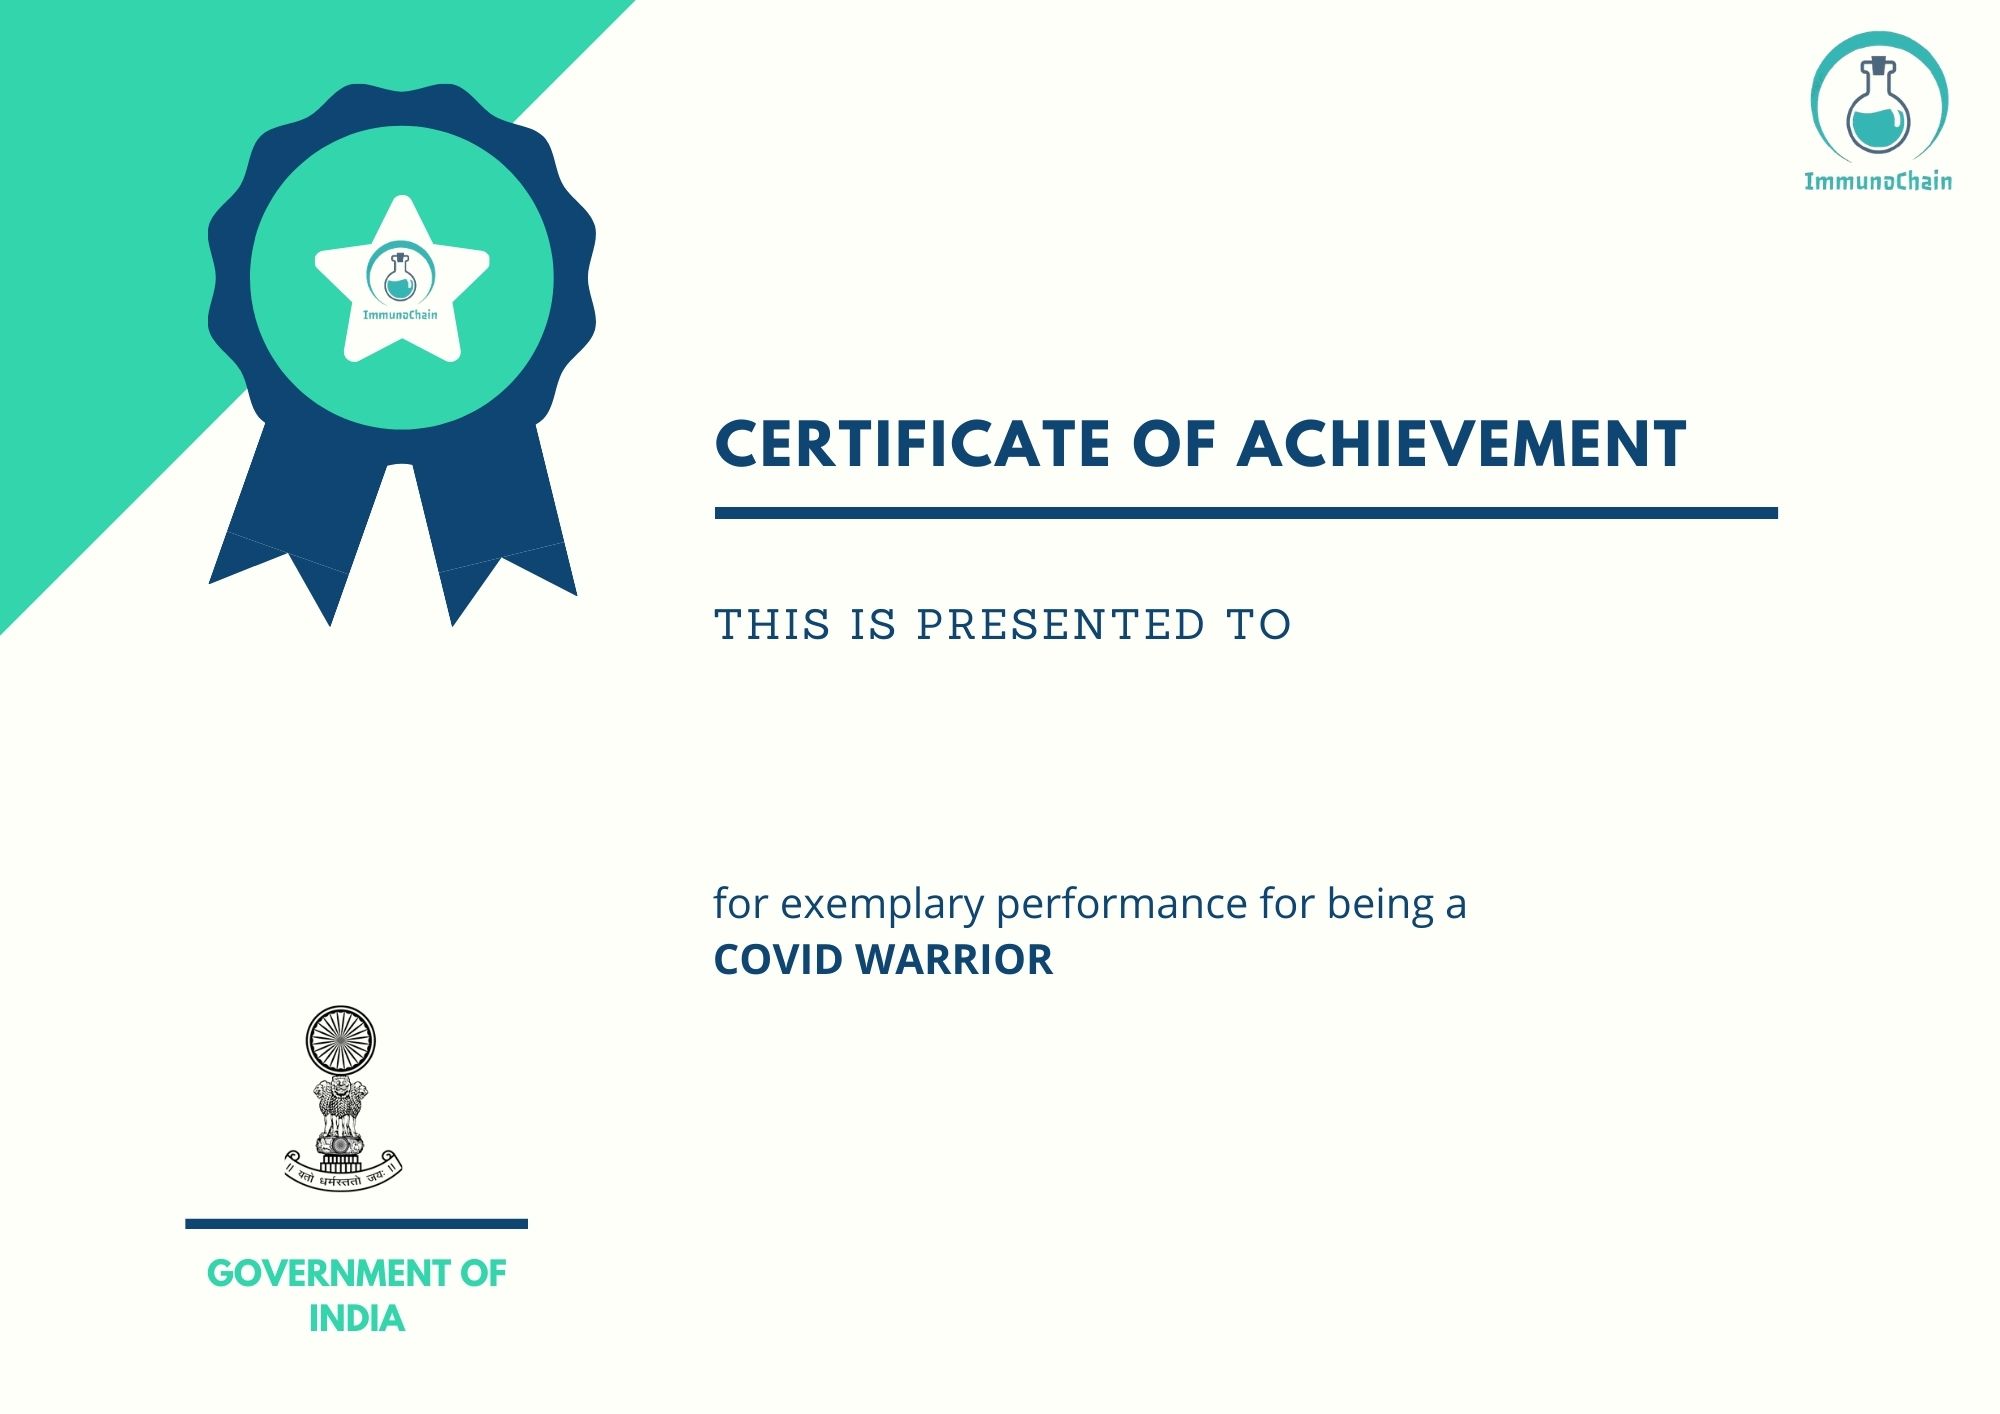 ImmunoChain
ImmunoChain
CERTIFICATE OF ACHIEVEMENT
THIS IS PRESENTED TO
for exemplary performance for being a
COVID WARRIOR
|| यतो धर्मस्ततो जयः ||
GOVERNMENT OF
INDIA